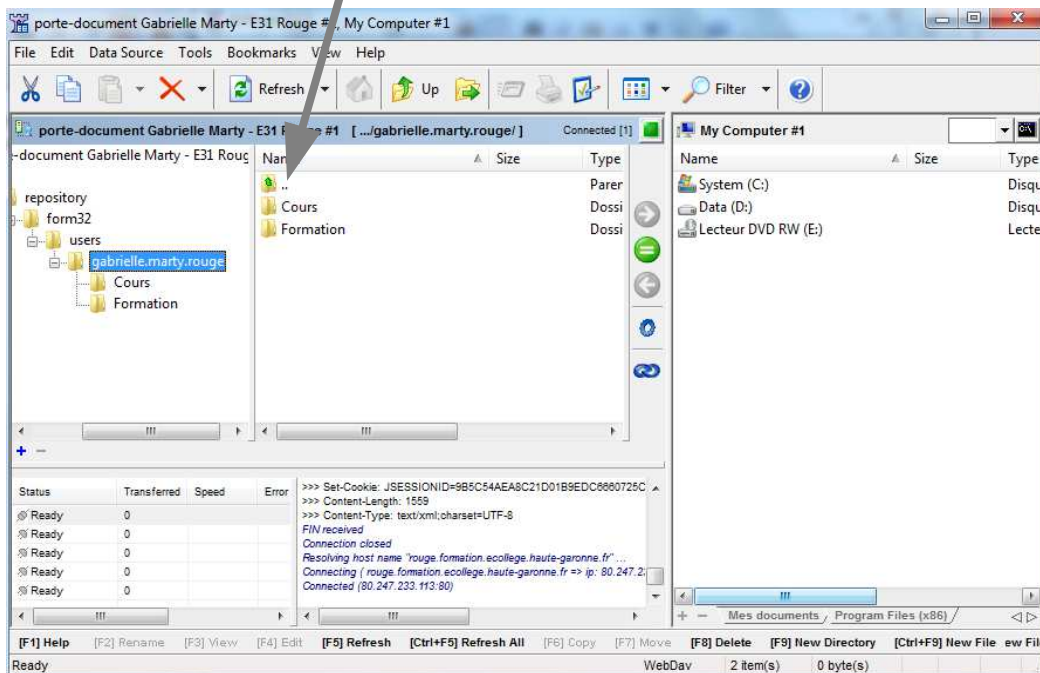 porte-document Gabrielle Marty - E31 Rouge #1, My Computer #1
File Edit Data Source Tools Bookmarks View Help
Refresh Up Filter
porte-document Gabrielle Marty - E31 #1 [ .../gabrielle.marty.rouge/ ] Connected [1]
My Computer #1
-document Gabrielle Marty - E31 Roug
repository
form32
users
gabrielle.marty.rouge
Cours
Formation
Size Type
.. Paren
Cours Dossi
Formation Dossi
Name Size Type
System (C:) Disqu
Data (D:) Disqu
Lecteur DVD RW (E:) Lecte
Status Transferred Speed Error
Ready 0
Ready 0
Ready 0
Ready 0
Ready 0
>>> Set-Cookie: JSESSIONID=9B5C54AEA8C21D01B9EDC6660725C
>>> Content-Length: 1559
>>> Content-Type: text/xml;charset=UTF-8
FIN received
Connection closed
Resolving host name "rouge.formation.ecollege.haute-garonne.fr" ...
Connecting ( rouge.formation.ecollege.haute-garonne.fr => ip: 80.247.2
Connected (80.247.233.113:80)
+ - Mes documents / Program Files (x86) /
[F1] Help [F2] Rename [F3] View [F4] Edit [F5] Refresh [Ctrl+F5] Refresh All [F6] Copy [F7] Move [F8] Delete [F9] New Directory [Ctrl+F9] New File ew Fil
Ready WebDav 2 item(s) 0 byte(s)